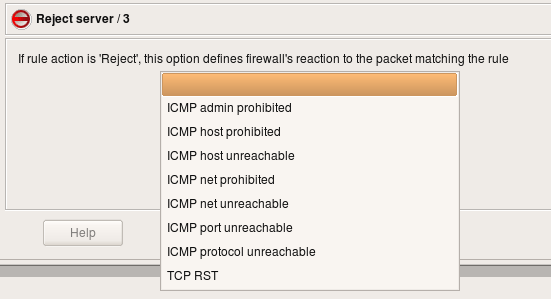 Reject server / 3
If rule action is 'Reject', this option defines firewall's reaction to the packet matching the rule
ICMP admin prohibited
ICMP host prohibited
ICMP host unreachable
ICMP net prohibited
ICMP net unreachable
ICMP port unreachable
ICMP protocol unreachable
TCP RST
Help